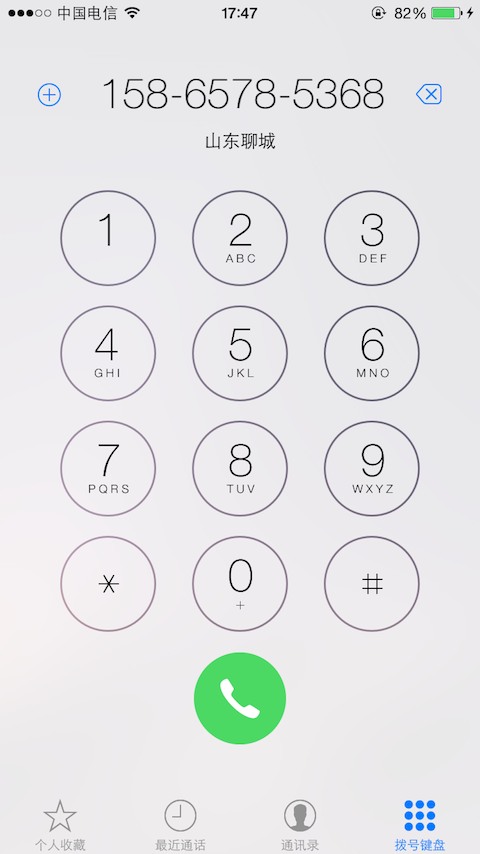 中国电信 17:47 82%
158-6578-5368
山东聊城
1 2 3
ABC DEF
4 5 6
GHI JKL MNO
7 8 9
PQRS TUV WXYZ
* 0 #
+
个人收藏 最近通话 通讯录 拨号键盘